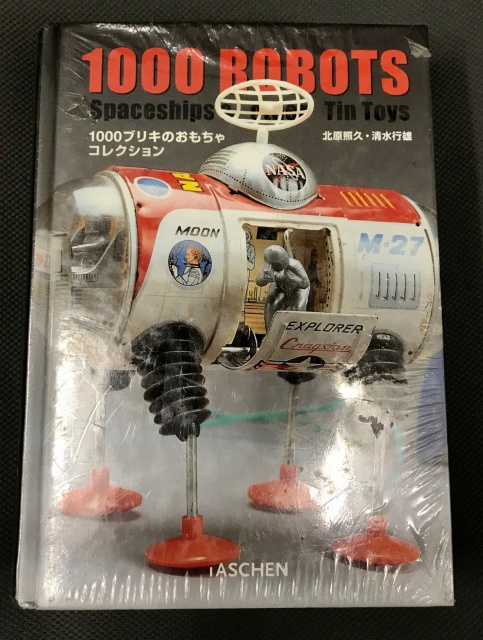 1000 ROBOTS
Spaceships Tin Toys
1000ブリキのおもちゃ
コレクション
北原照久・清水行雄
NASA
MOON
M-27
EXPLORER
Cragstan
TASCHEN